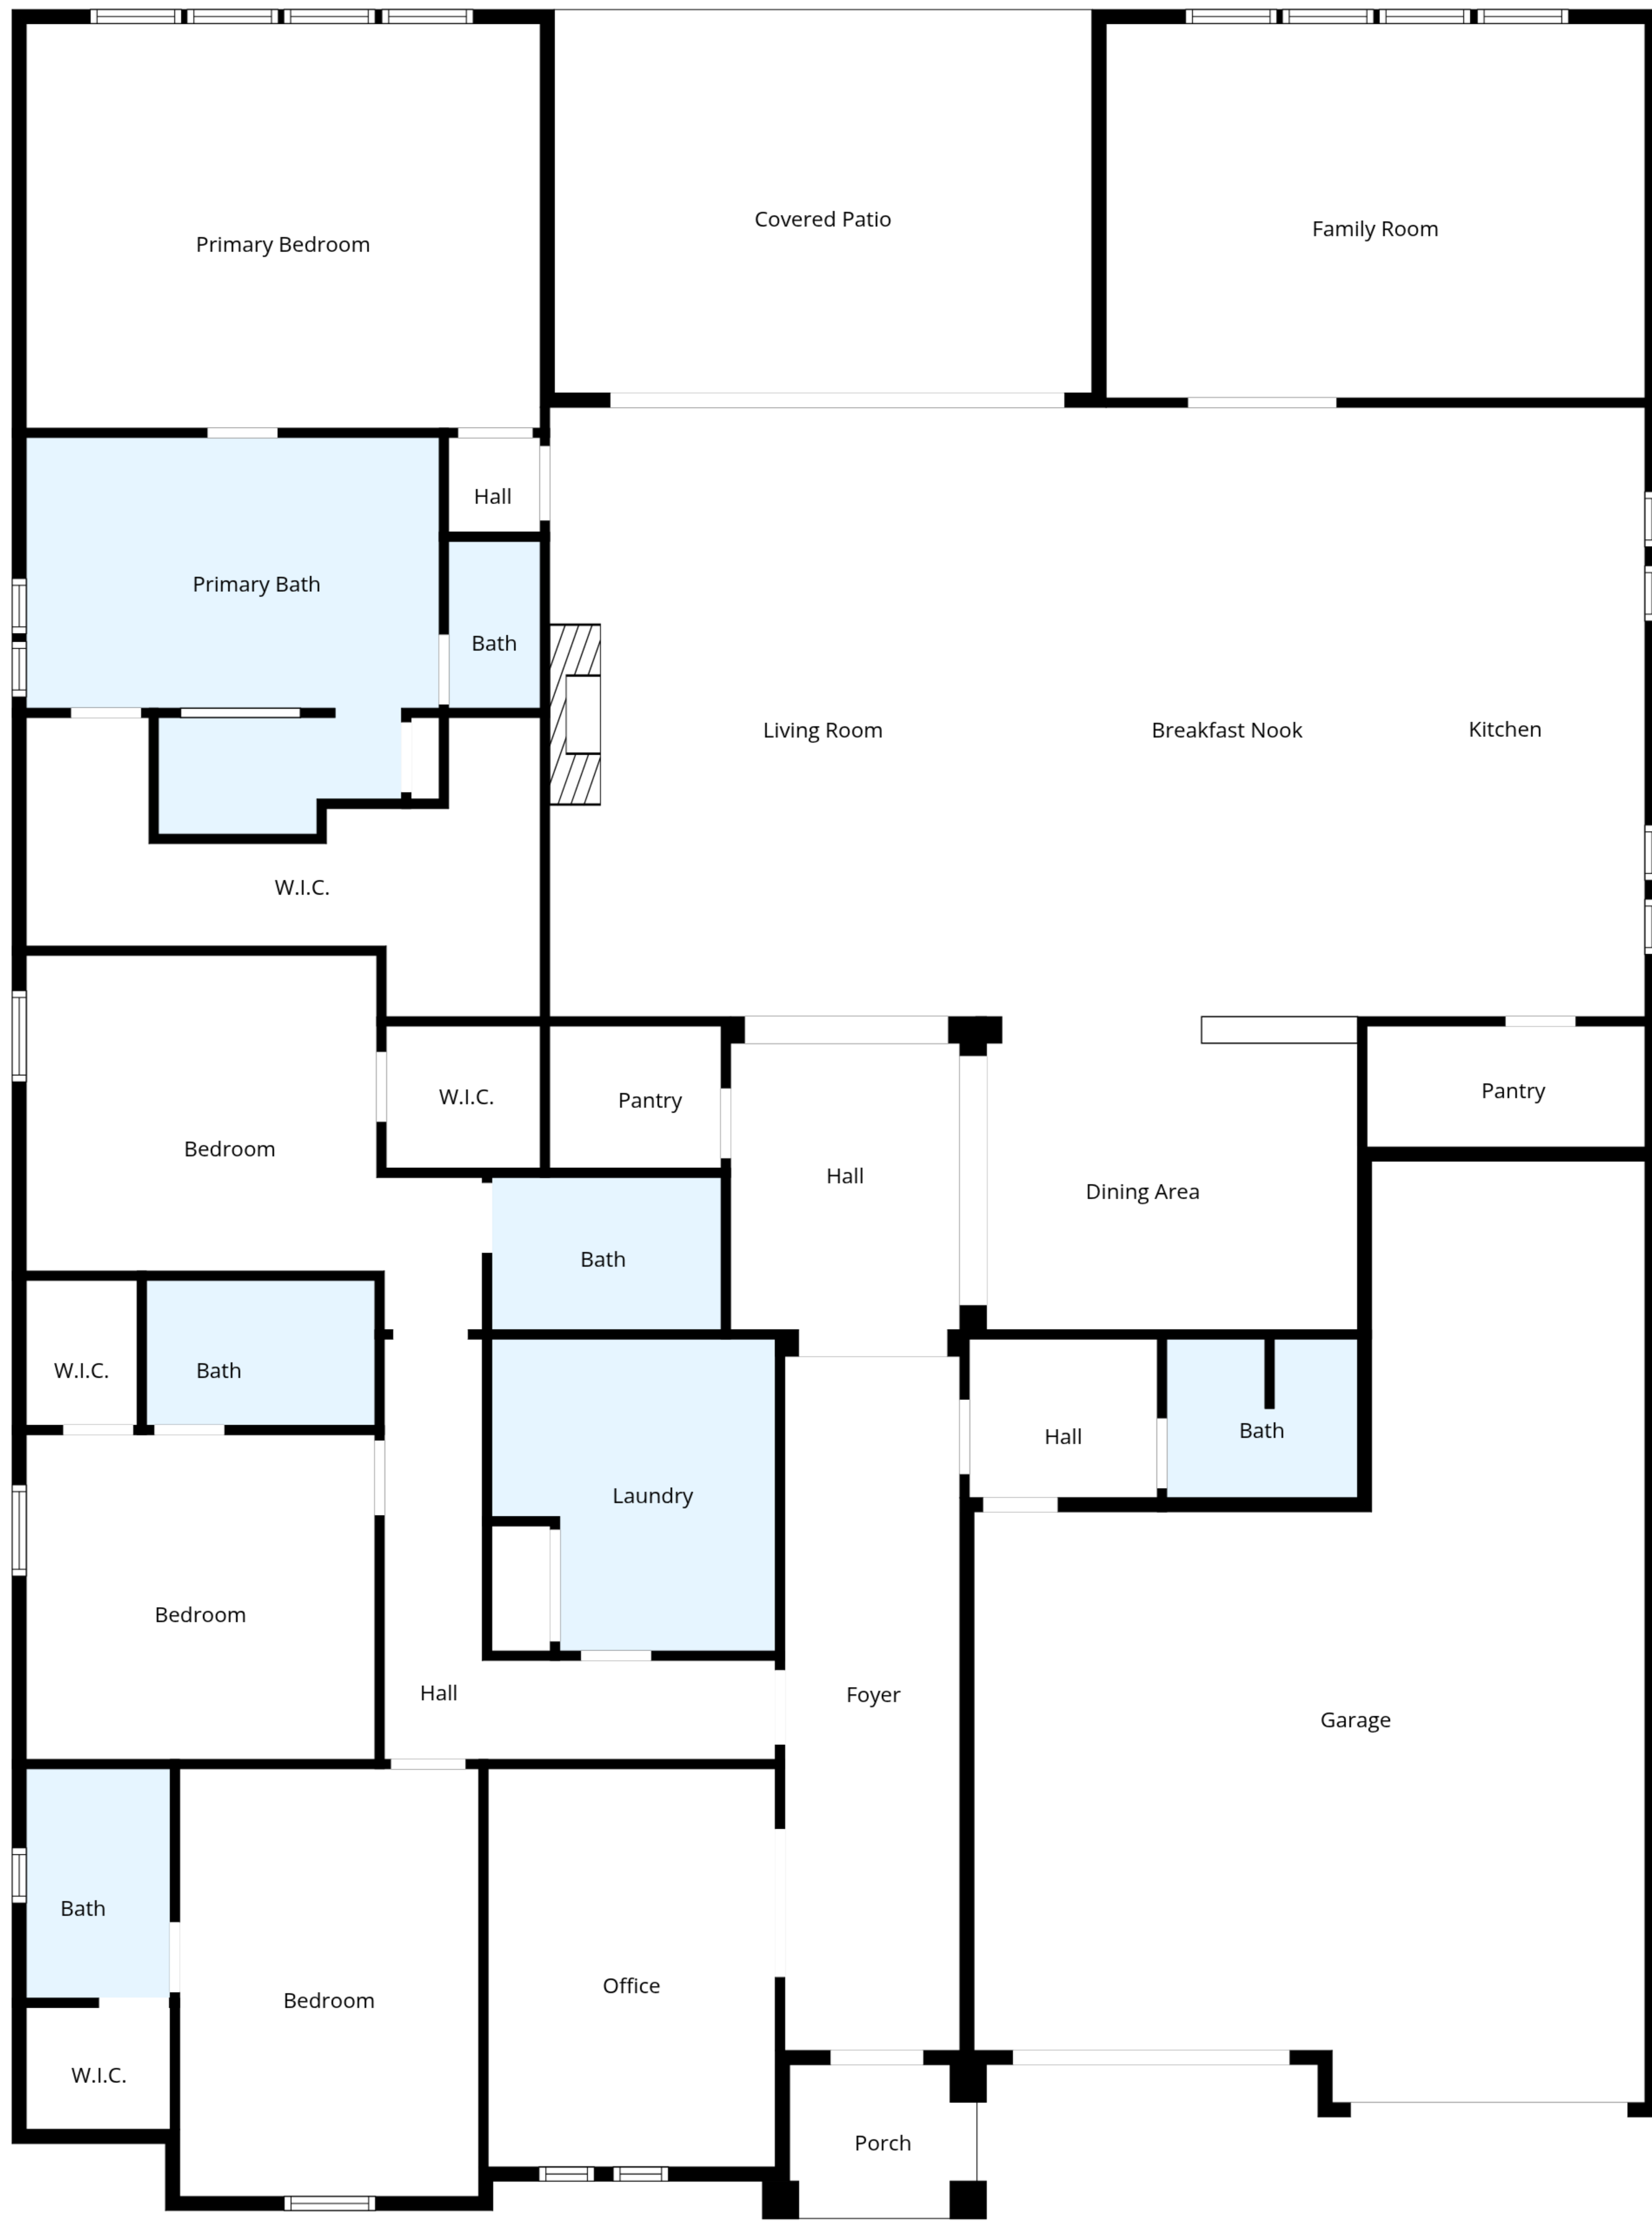 Covered Patio
Family Room
Primary Bedroom
Hall
Primary Bath
Bath
Living Room
Breakfast Nook
Kitchen
W.I.C.
Pantry
W.I.C.
Pantry
Bedroom
Hall
Dining Area
Bath
W.I.C.
Bath
Bath
Hall
Laundry
Bedroom
Hall
Foyer
Garage
Bath
Office
Bedroom
W.I.C.
Porch